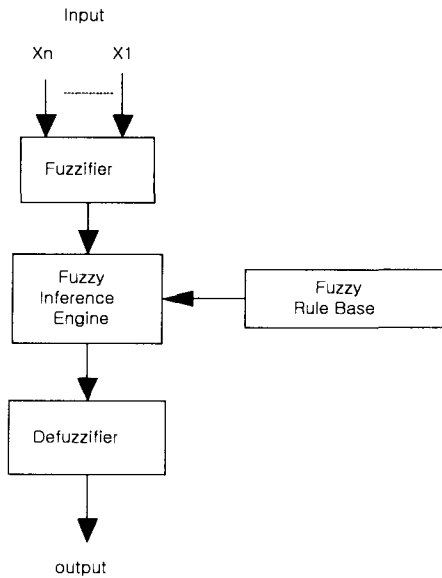 Input
Xn X1
Fuzzifier
Fuzzy
Inference
Engine
Fuzzy
Rule Base
Defuzzifier
output